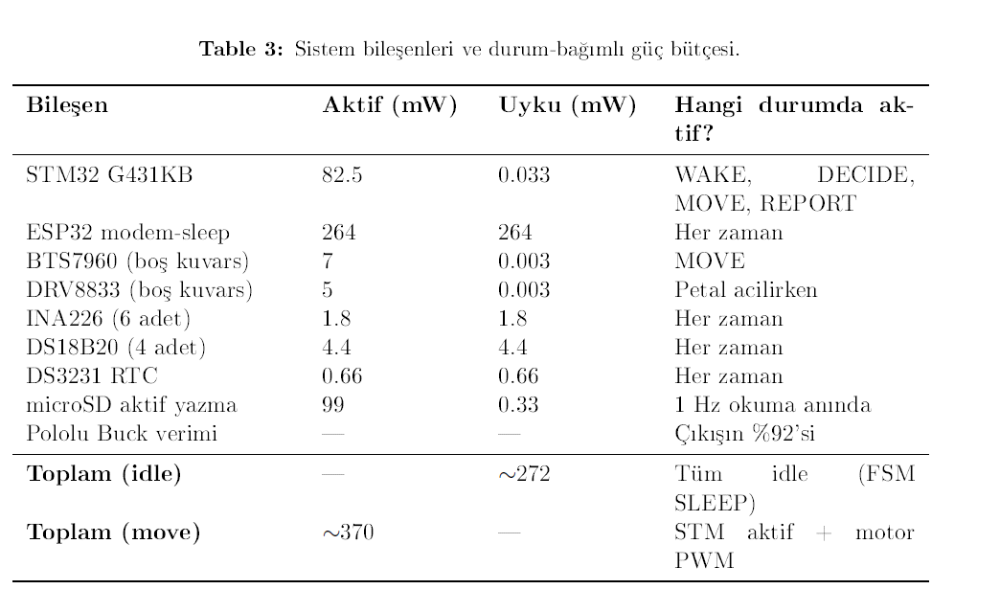 Table 3: Sistem bileşenleri ve durum-bağımlı güç bütçesi.
Bileşen Aktif (mW) Uyku (mW) Hangi durumda ak-
tif?
STM32 G431KB 82.5 0.033 WAKE, DECIDE,
MOVE, REPORT
ESP32 modem-sleep 264 264 Her zaman
BTS7960 (boş kuvars) 7 0.003 MOVE
DRV8833 (boş kuvars) 5 0.003 Petal acilirken
INA226 (6 adet) 1.8 1.8 Her zaman
DS18B20 (4 adet) 4.4 4.4 Her zaman
DS3231 RTC 0.66 0.66 Her zaman
microSD aktif yazma 99 0.33 1 Hz okuma anında
Pololu Buck verimi — — Çıkışın %92'si
Toplam (idle) — ~272 Tüm idle (FSM
SLEEP)
Toplam (move) ~370 — STM aktif + motor
PWM